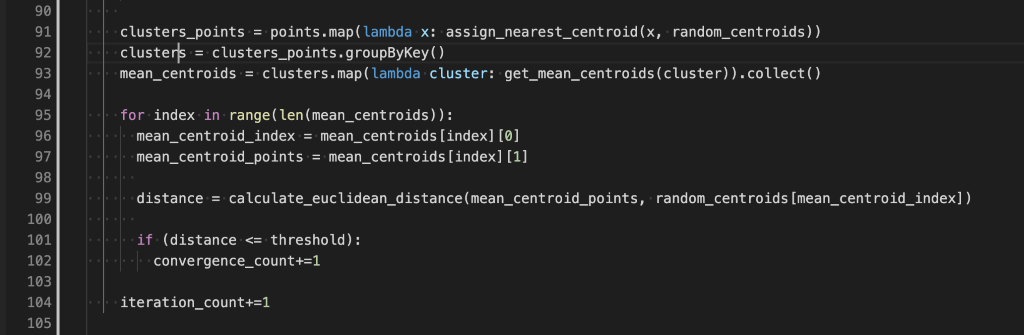 90
91 clusters_points = points.map(lambda x: assign_nearest_centroid(x, random_centroids))
92 clusters = clusters_points.groupByKey()
93 mean_centroids = clusters.map(lambda cluster: get_mean_centroids(cluster)).collect()
94
95 for index in range(len(mean_centroids)):
96 mean_centroid_index = mean_centroids[index][0]
97 mean_centroid_points = mean_centroids[index][1]
98
99 distance = calculate_euclidean_distance(mean_centroid_points, random_centroids[mean_centroid_index])
100
101 if (distance <= threshold):
102 convergence_count+=1
103
104 iteration_count+=1
105